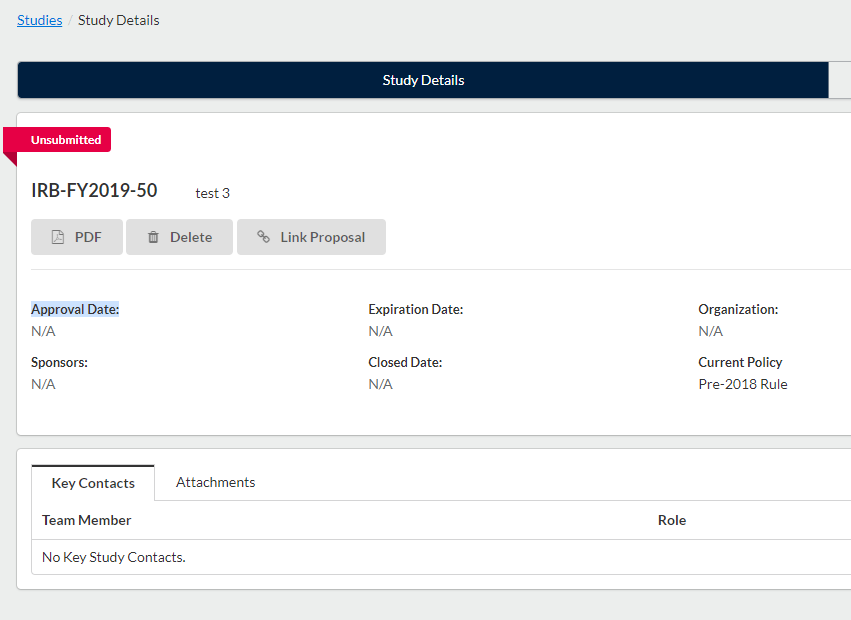 Studies / Study Details
Study Details
Unsubmitted
IRB-FY2019-50 test 3
PDF Delete Link Proposal
Approval Date: Expiration Date: Organization:
N/A N/A N/A
Sponsors: Closed Date: Current Policy
N/A N/A Pre-2018 Rule
Key Contacts Attachments
Team Member Role
No Key Study Contacts.